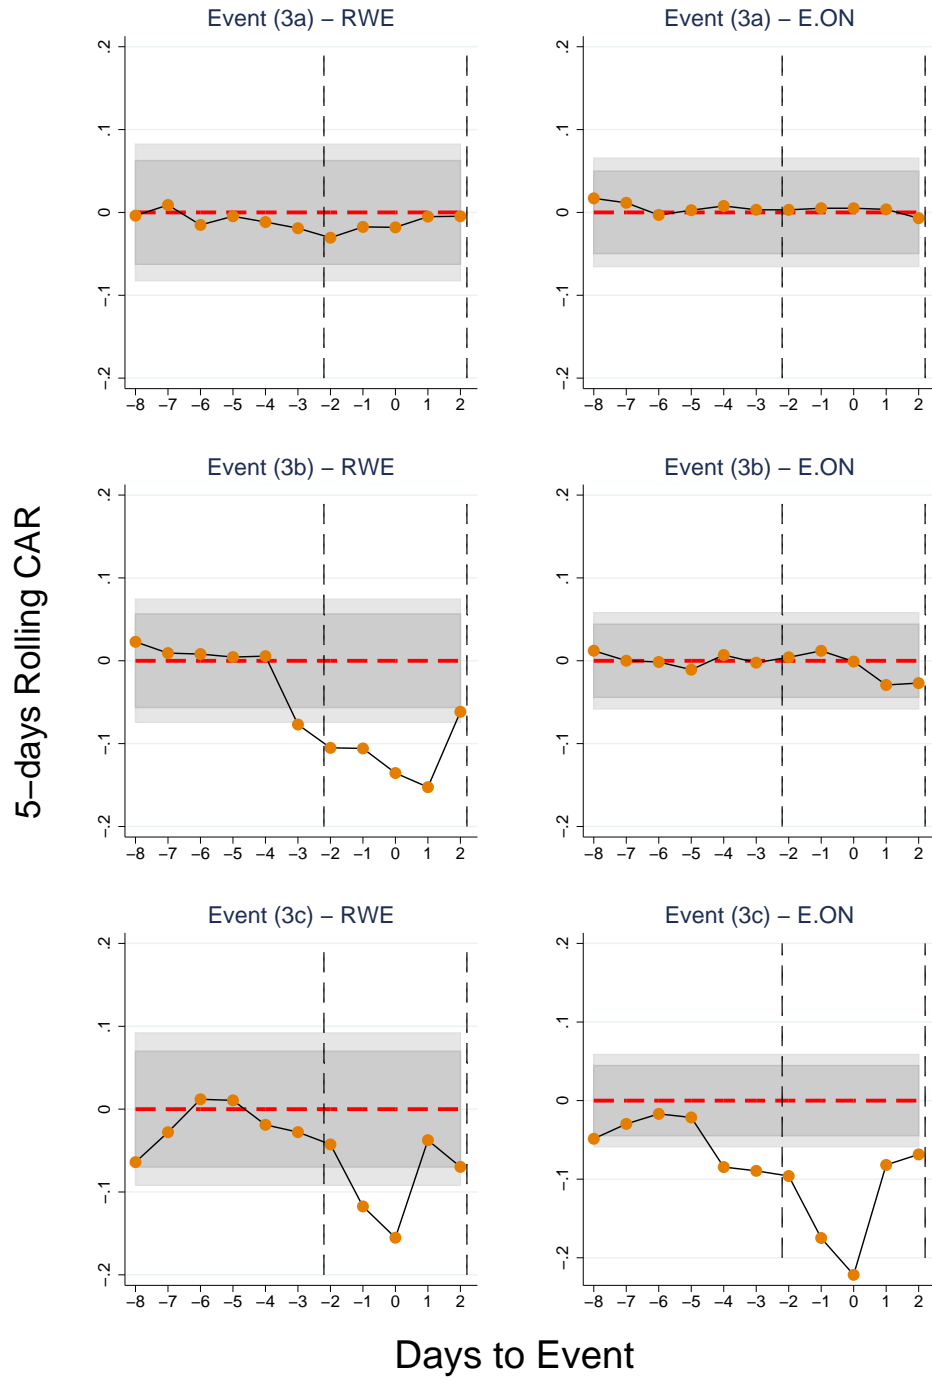 Event (3a) – RWE
Event (3a) – E.ON
.2
.1
0
−.1
−.2
−8 −7 −6 −5 −4 −3 −2 −1 0 1 2
.2
.1
0
−.1
−.2
−8 −7 −6 −5 −4 −3 −2 −1 0 1 2
5−days Rolling CAR
Event (3b) – RWE
Event (3b) – E.ON
.2
.1
0
−.1
−.2
−8 −7 −6 −5 −4 −3 −2 −1 0 1 2
.2
.1
0
−.1
−.2
−8 −7 −6 −5 −4 −3 −2 −1 0 1 2
Event (3c) – RWE
Event (3c) – E.ON
.2
.1
0
−.1
−.2
−8 −7 −6 −5 −4 −3 −2 −1 0 1 2
.2
.1
0
−.1
−.2
−8 −7 −6 −5 −4 −3 −2 −1 0 1 2
Days to Event